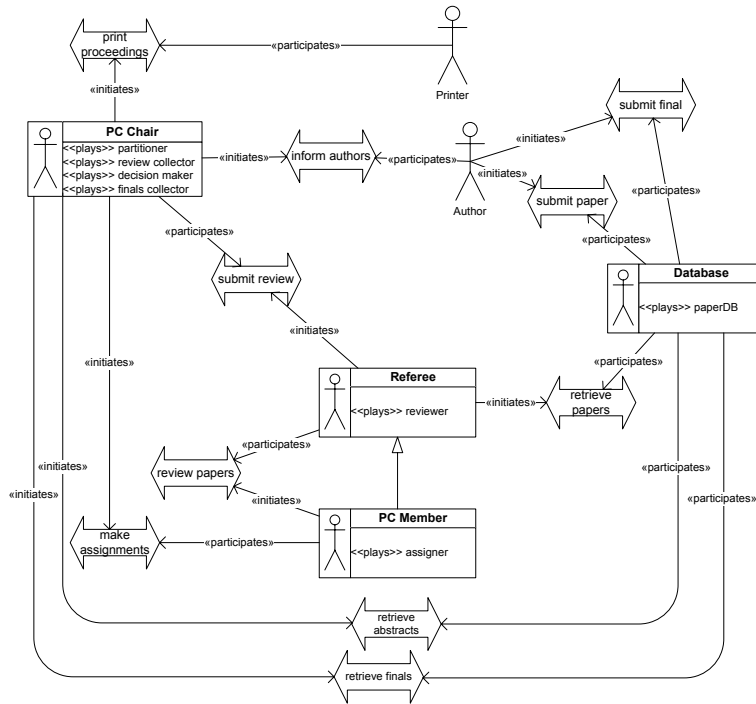 print
proceedings
«participates»
Printer
«initiates»
submit final
PC Chair
<<plays>> partitioner
<<plays>> review collector
<<plays>> decision maker
<<plays>> finals collector
«initiates»
inform authors
«participates»
«initiates»
«initiates»
Author
submit paper
«participates»
«participates»
«participates»
submit review
Database
<<plays>> paperDB
«initiates»
«initiates»
«participates»
Referee
<<plays>> reviewer
«initiates»
retrieve
papers
«participates»
review papers
«initiates»
«initiates»
«initiates»
«participates»
«participates»
PC Member
<<plays>> assigner
make
assignments
«participates»
retrieve
abstracts
retrieve finals